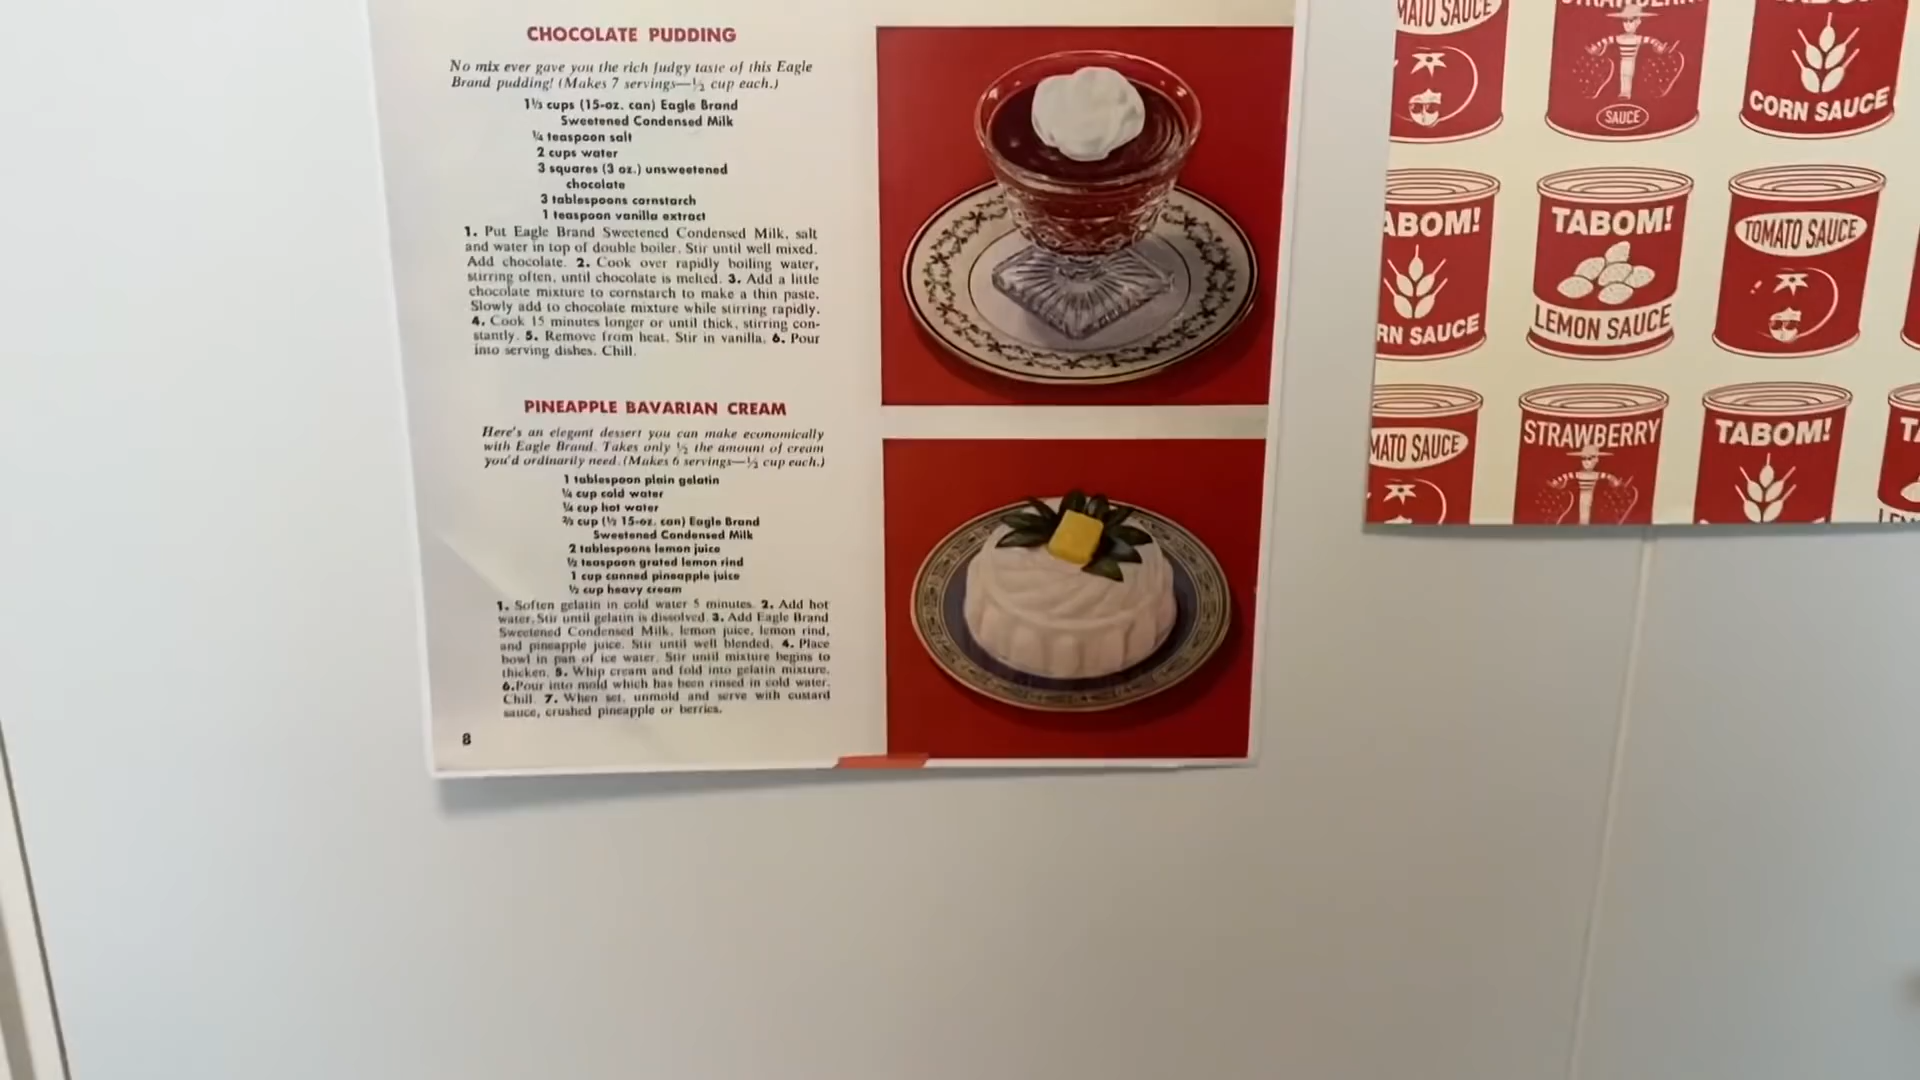 CHOCOLATE PUDDING
No mix ever gave you the rich fudgy taste of this Eagle
Brand pudding! (Makes 7 servings—½ cup each.)
1⅓ cups (15-oz. can) Eagle Brand
Sweetened Condensed Milk
¼ teaspoon salt
2 cups water
3 squares (3 oz.) unsweetened
chocolate
3 tablespoons cornstarch
1 teaspoon vanilla extract
1. Put Eagle Brand Sweetened Condensed Milk, salt
and water in top of double boiler. Stir until well mixed.
Add chocolate. 2. Cook over rapidly boiling water,
stirring often, until chocolate is melted. 3. Add a little
chocolate mixture to cornstarch to make a thin paste.
Slowly add to chocolate mixture while stirring rapidly.
4. Cook 15 minutes longer or until thick, stirring con-
stantly. 5. Remove from heat. Stir in vanilla. 6. Pour
into serving dishes. Chill.
PINEAPPLE BAVARIAN CREAM
Here's an elegant dessert you can make economically
with Eagle Brand. Takes only ½ the amount of cream
you'd ordinarily need. (Makes 6 servings—½ cup each.)
1 tablespoon plain gelatin
¼ cup cold water
¼ cup hot water
⅔ cup (½ 15-oz. can) Eagle Brand
Sweetened Condensed Milk
2 tablespoons lemon juice
½ teaspoon grated lemon rind
1 cup canned pineapple juice
½ cup heavy cream
1. Soften gelatin in cold water 5 minutes. 2. Add hot
water. Stir until gelatin is dissolved. 3. Add Eagle Brand
Sweetened Condensed Milk, lemon juice, lemon rind,
and pineapple juice. Stir until well blended. 4. Place
bowl in pan of ice water. Stir until mixture begins to
thicken. 5. Whip cream and fold into gelatin mixture.
6.Pour into mold which has been rinsed in cold water.
Chill. 7. When set, unmold and serve with custard
sauce, crushed pineapple or berries.
8
MATO SAUCE
SAUCE
CORN SAUCE
ABOM!
RN SAUCE
TABOM!
LEMON SAUCE
TOMATO SAUCE
MATO SAUCE
STRAWBERRY
TABOM!